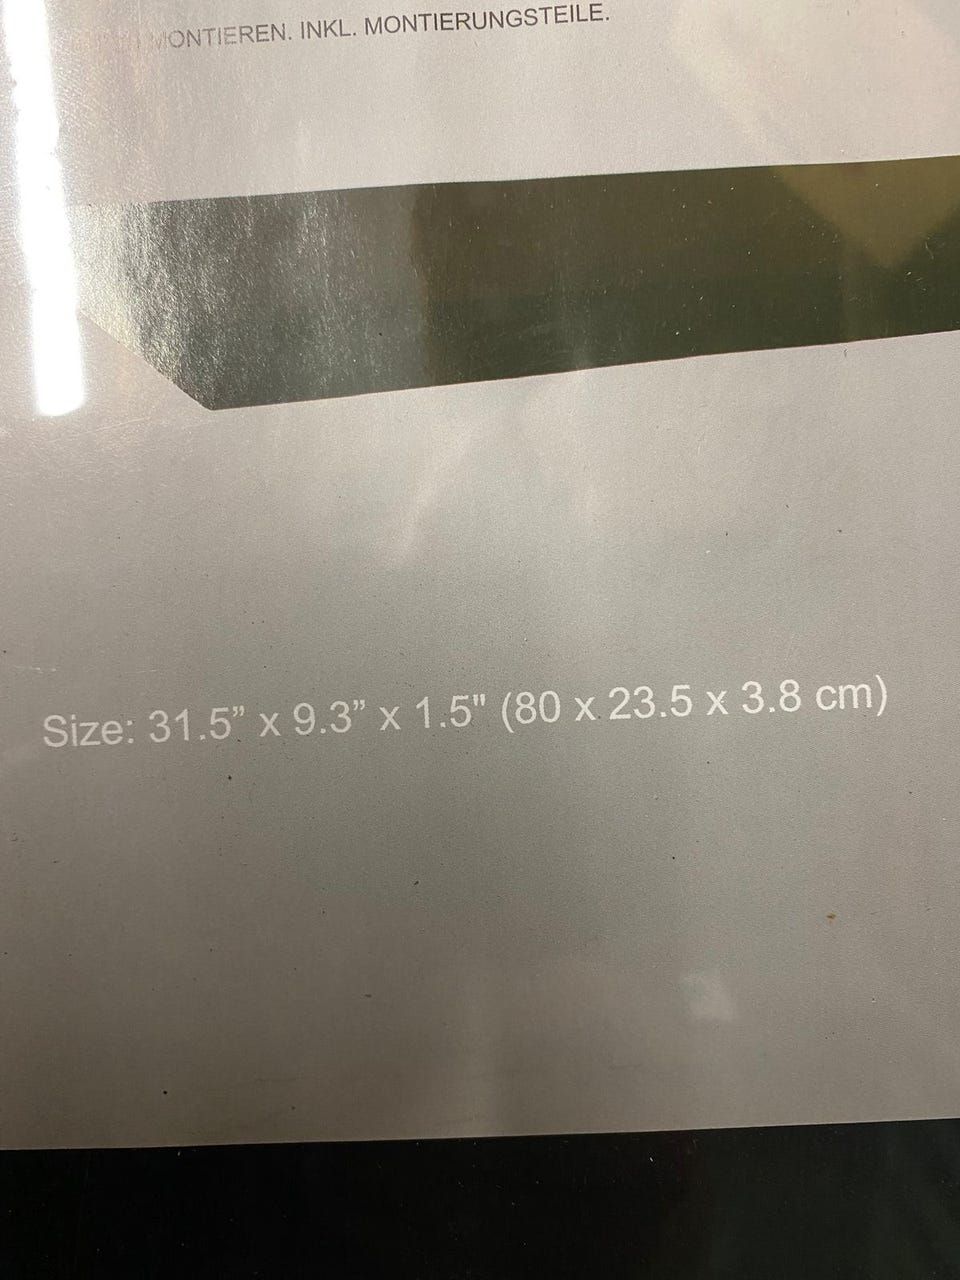 MONTIEREN. INKL. MONTIERUNGSTEILE.
Size: 31.5” x 9.3” x 1.5" (80 x 23.5 x 3.8 cm)